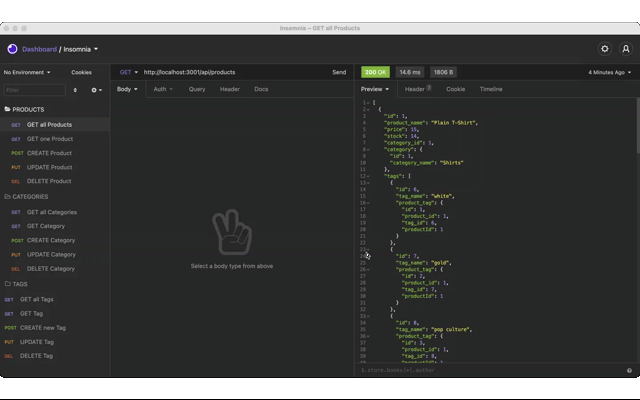 Insomnia – GET all Products
Dashboard / Insomnia
No Environment
Cookies
GET http://localhost:3001/api/products Send
200 OK 14.6 ms 1806 B 4 Minutes Ago
Filter
Body Auth Query Header Docs
Preview Header 7 Cookie Timeline
PRODUCTS
GET GET all Products
GET GET one Product
POST CREATE Product
PUT UPDATE Product
DEL DELETE Product
CATEGORIES
GET GET all Categories
GET GET Category
POST CREATE Category
PUT UPDATE Category
DEL DELETE Category
TAGS
GET GET all Tags
GET GET Tag
POST CREATE new Tag
PUT UPDATE Tag
DEL DELETE Tag
Select a body type from above
1 [
2 {
3 "id": 1,
4 "product_name": "Plain T-Shirt",
5 "price": 15,
6 "stock": 14,
7 "category_id": 1,
8 "category": {
9 "id": 1,
10 "category_name": "Shirts"
11 },
12 "tags": [
13 {
14 "id": 6,
15 "tag_name": "white",
16 "product_tag": {
17 "id": 1,
18 "product_id": 1,
19 "tag_id": 6,
20 "productId": 1
21 }
22 },
23 {
24 "id": 7,
25 "tag_name": "gold",
26 "product_tag": {
27 "id": 2,
28 "product_id": 1,
29 "tag_id": 7,
30 "productId": 1
31 }
32 },
33 {
34 "id": 8,
35 "tag_name": "pop culture",
36 "product_tag": {
37 "id": 3,
38 "product_id": 1,
39 "tag_id": 8,
$.store.books[*].author